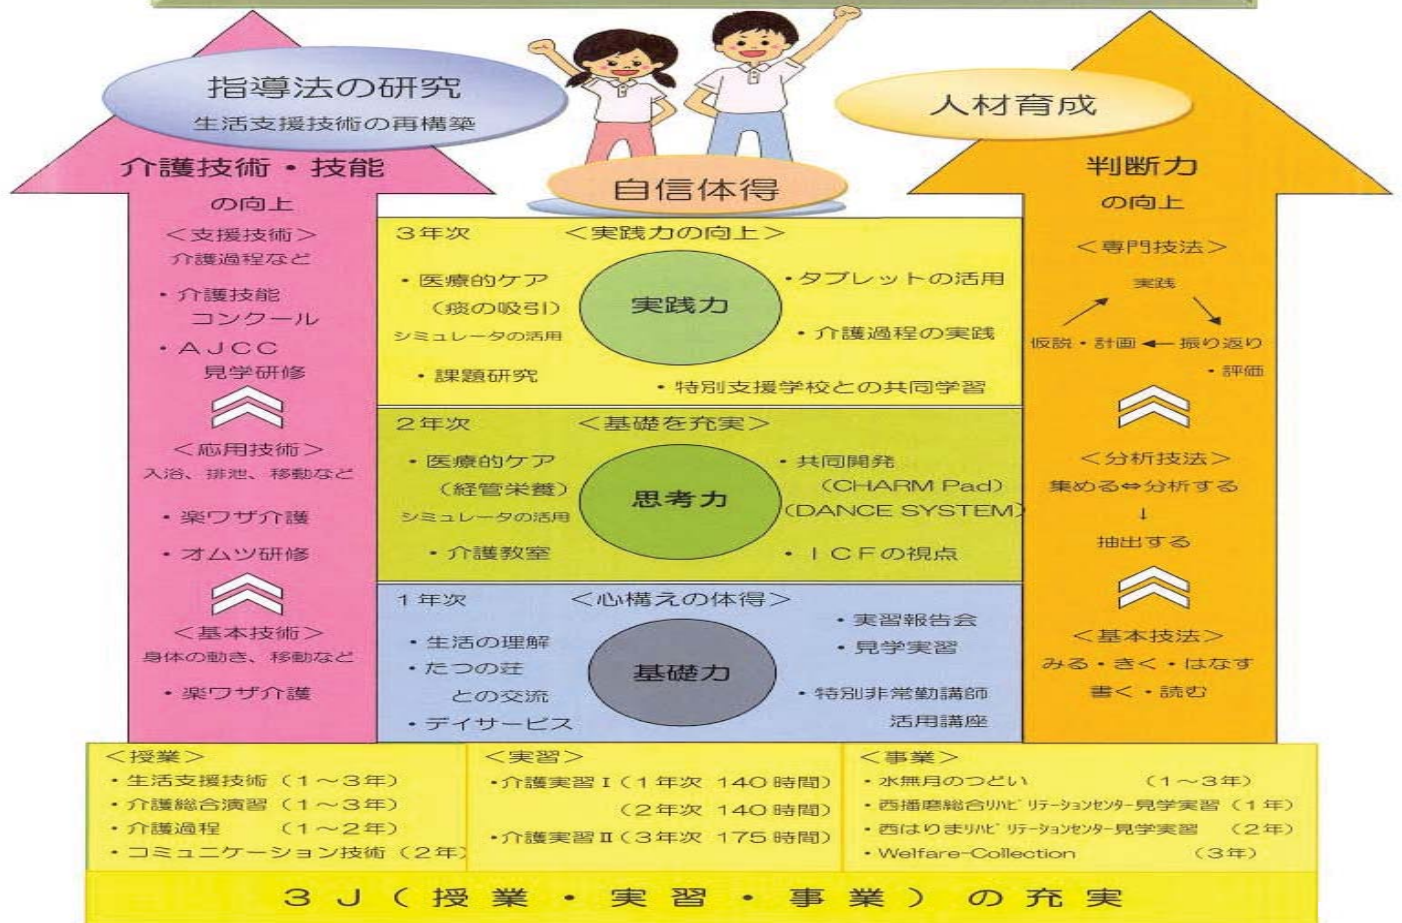 指導法の研究
生活支援技術の再構築
人材育成
自信体得
介護技術・技能
の向上
<支援技術>
介護過程など
・介護技能
コンクール
・AJCC
見学研修
<応用技術>
入浴、排泄、移動など
・楽ワザ介護
・オムツ研修
<基本技術>
身体の動き、移動など
・楽ワザ介護
3年次 <実践力の向上>
・医療的ケア
(痰の吸引)
シミュレータの活用
・課題研究
実践力
・タブレットの活用
・介護過程の実践
・特別支援学校との共同学習
2年次 <基礎を充実>
・医療的ケア
(経管栄養)
シミュレータの活用
・介護教室
思考力
・共同開発
(CHARM Pad)
(DANCE SYSTEM)
・ICFの視点
1年次 <心構えの体得>
・生活の理解
・たつの荘
との交流
・デイサービス
基礎力
・実習報告会
・見学実習
・特別非常勤講師
活用講座
判断力
の向上
<専門技法>
実践
仮説・計画 ← 振り返り
・評価
<分析技法>
集める⇔分析する
↓
抽出する
<基本技法>
みる・きく・はなす
書く・読む
<授業>
・生活支援技術(1~3年)
・介護総合演習(1~3年)
・介護過程 (1~2年)
・コミュニケーション技術(2年)
<実習>
・介護実習Ⅰ(1年次 140時間)
(2年次 140時間)
・介護実習Ⅱ(3年次 175時間)
<事業>
・水無月のつどい (1~3年)
・西播磨総合リハビリテーションセンター見学実習(1年)
・西はりまリハビリテーションセンター見学実習 (2年)
・Welfare-Collection (3年)
3J(授業・実習・事業)の充実